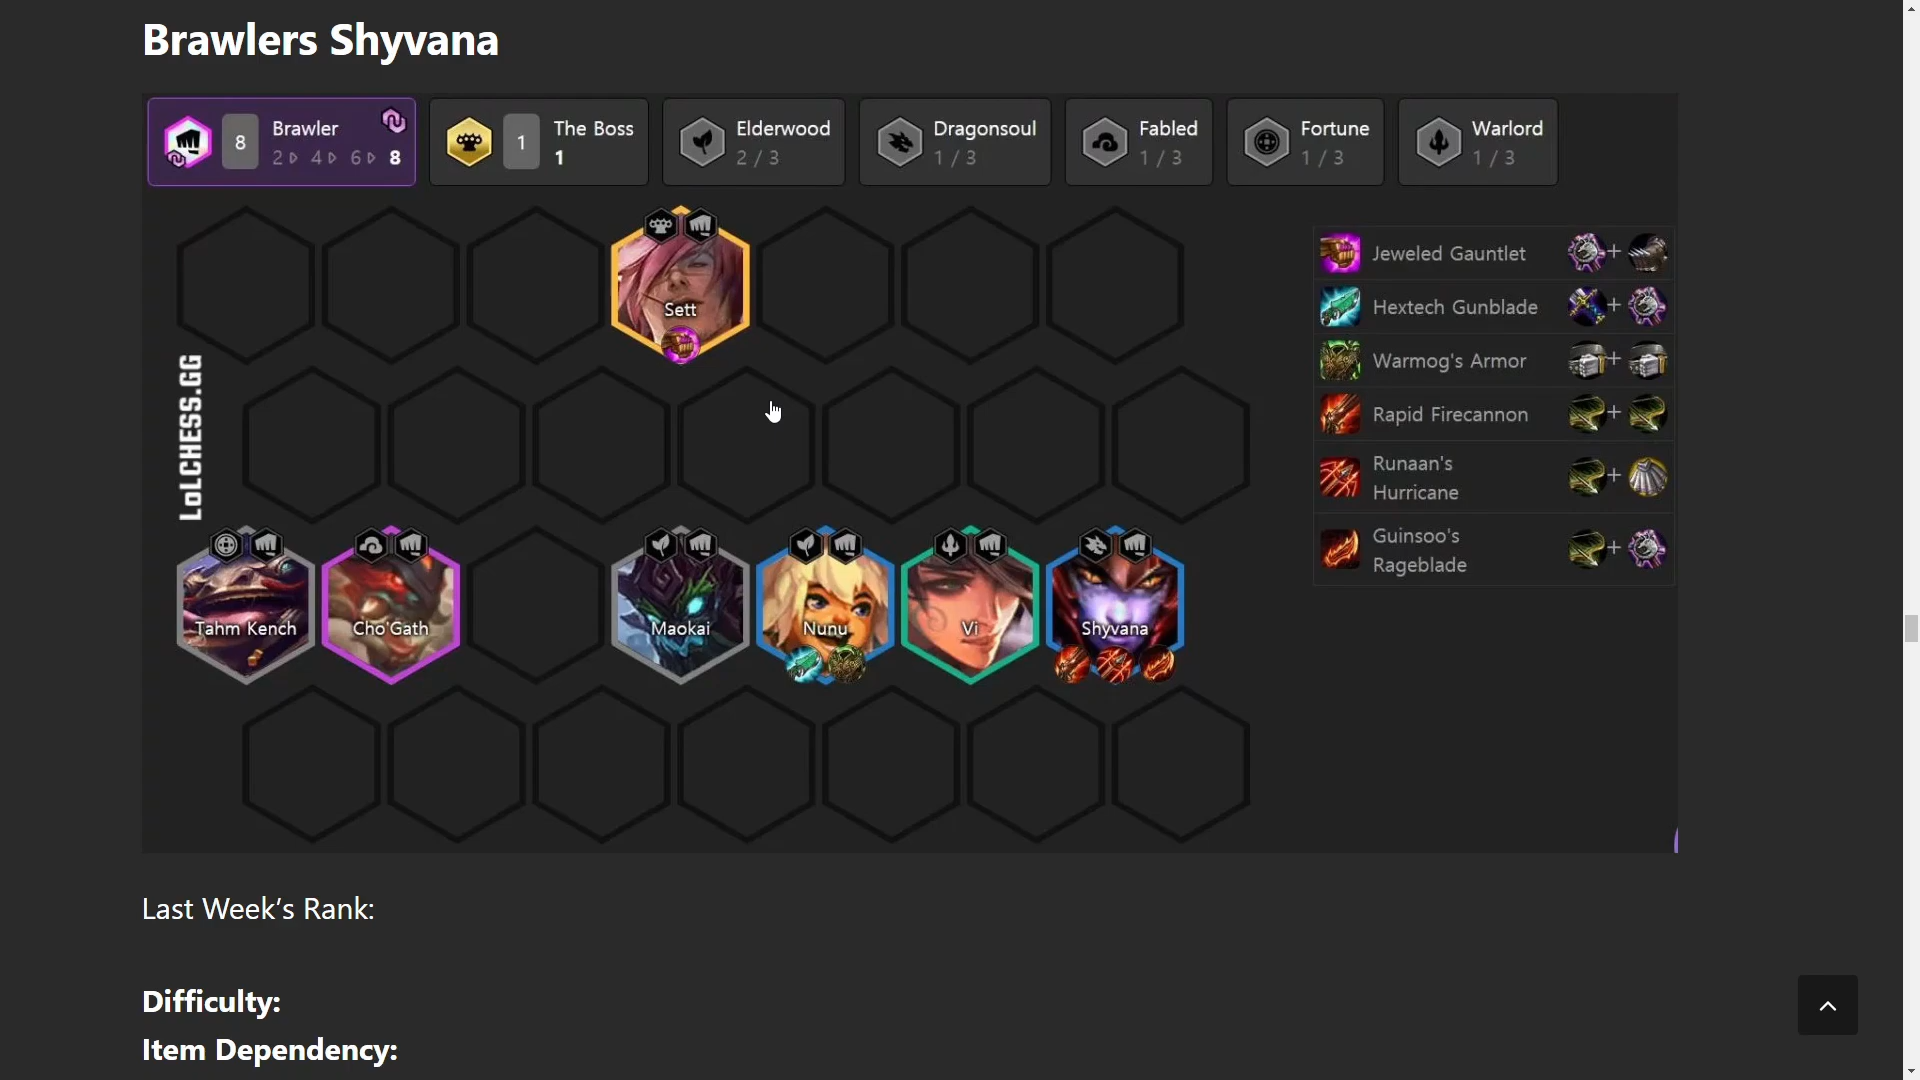 Brawlers Shyvana
8 Brawler 2 4 6 8
1 The Boss 1
Elderwood 2 / 3
Dragonsoul 1 / 3
Fabled 1 / 3
Fortune 1 / 3
Warlord 1 / 3
Sett
LoLCHESS.GG
Jeweled Gauntlet +
Hextech Gunblade +
Warmog's Armor +
Rapid Firecannon +
Runaan's
Hurricane +
Guinsoo's
Rageblade +
Tahm Kench
Cho'Gath
Maokai
Nunu
Vi
Shyvana
Last Week’s Rank:
Difficulty:
Item Dependency: